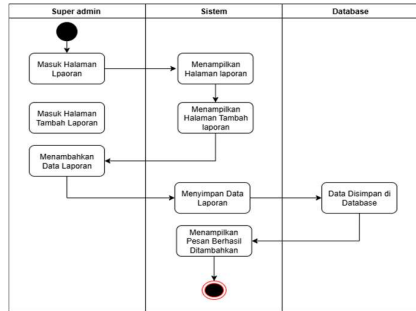 Super admin
Sistem
Database
Masuk Halaman
Lpaoran
Menampilkan
Halaman laporan
Masuk Halaman
Tambah Laporan
Menampilkan
Halaman Tambah
laporan
Menambahkan
Data Laporan
Menyimpan Data
Laporan
Data Disimpan di
Database
Menampilkan
Pesan Berhasil
Ditambahkan